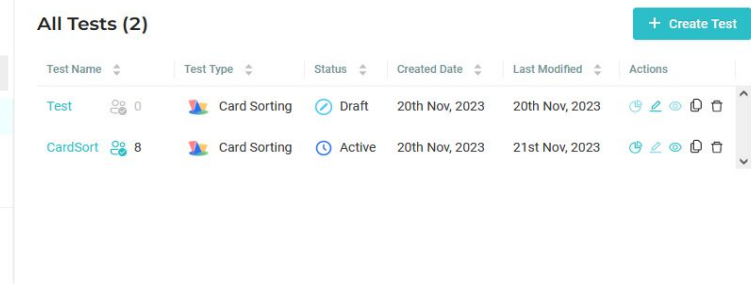 All Tests (2)
+ Create Test
Test Name Test Type Status Created Date Last Modified Actions
Test 0 Card Sorting Draft 20th Nov, 2023 20th Nov, 2023
CardSort 8 Card Sorting Active 20th Nov, 2023 21st Nov, 2023